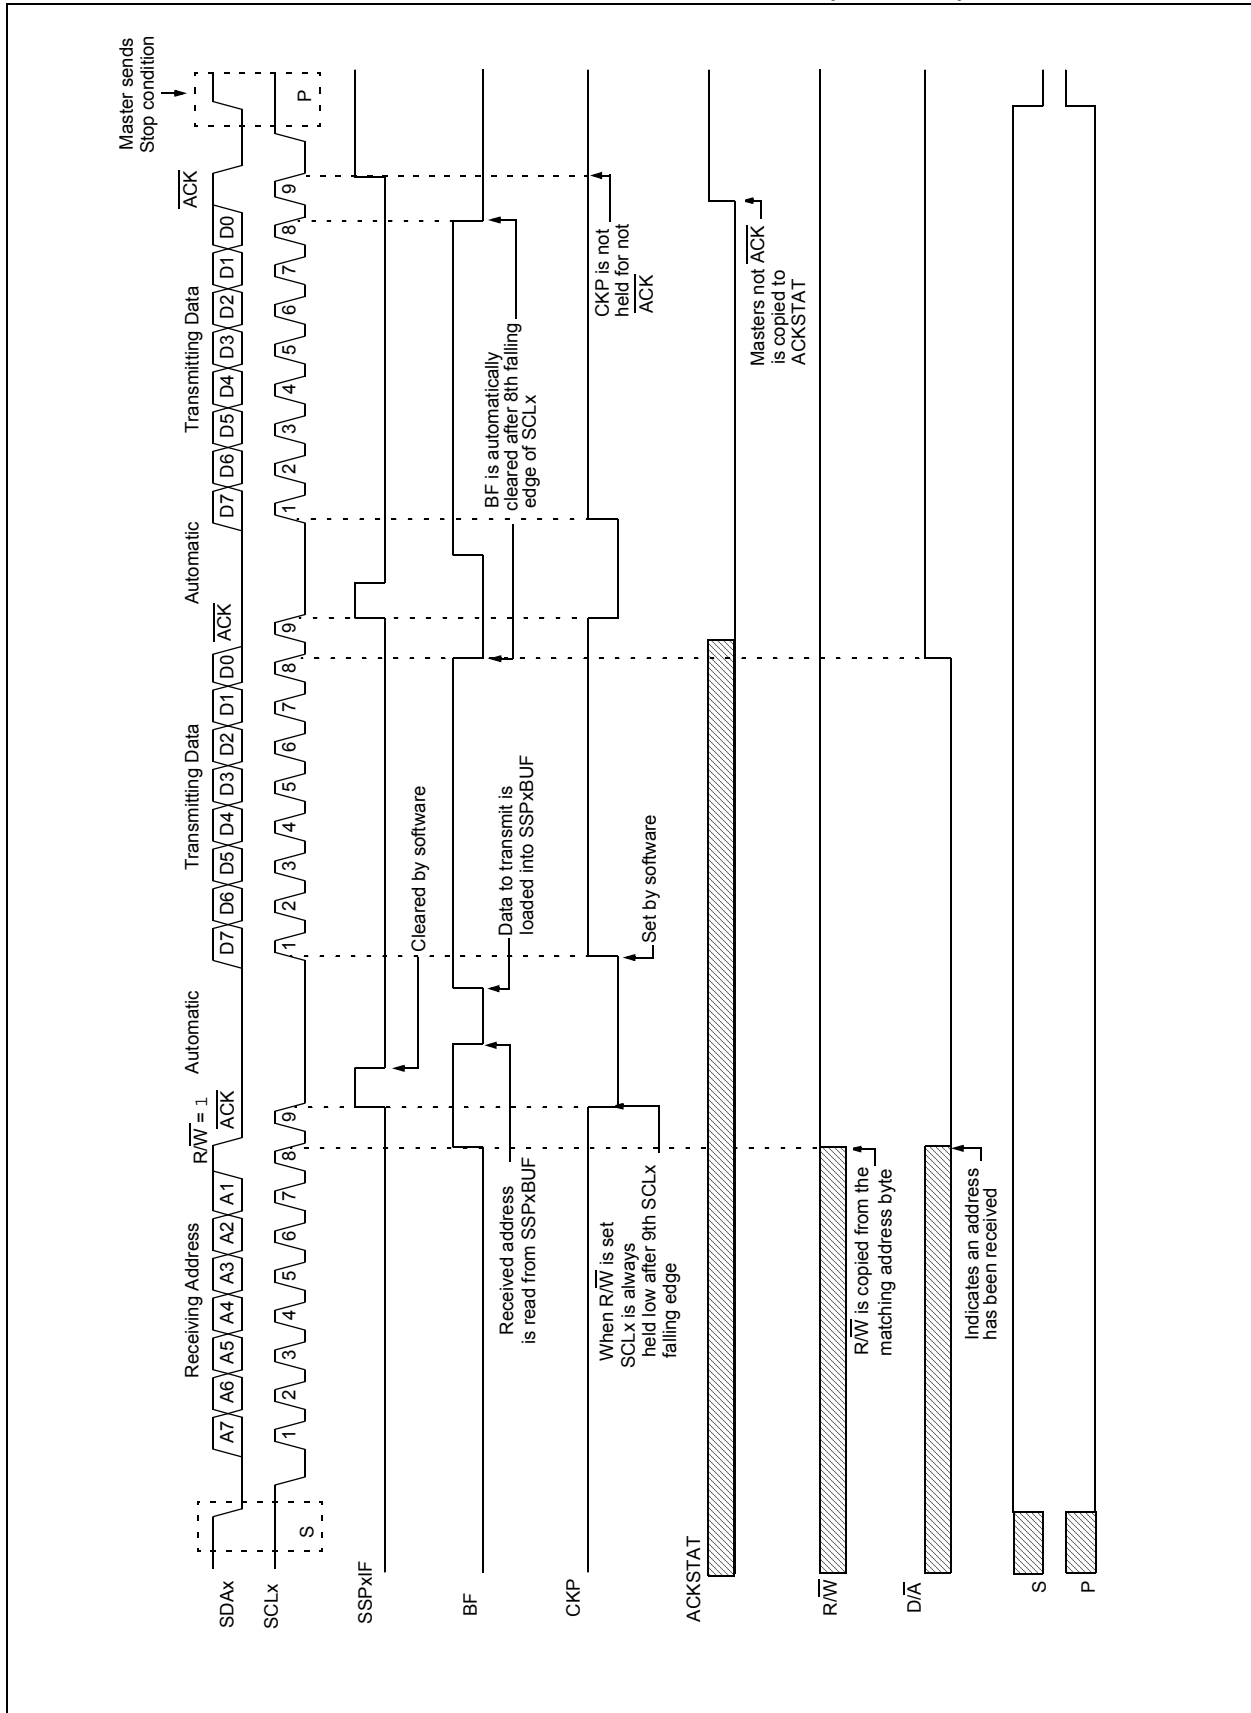 Master sends
Stop condition
Receiving Address
R/W = 1
Automatic
Transmitting Data
Automatic
Transmitting Data
ACK
ACK
ACK
SDAx
A7 A6 A5 A4 A3 A2 A1
D7 D6 D5 D4 D3 D2 D1 D0
D7 D6 D5 D4 D3 D2 D1 D0
SCLx
S
1 2 3 4 5 6 7 8 9
1 2 3 4 5 6 7 8 9
1 2 3 4 5 6 7 8 9
P
SSPxIF
Cleared by software
BF
Received address
is read from SSPxBUF
Data to transmit is
loaded into SSPxBUF
BF is automatically
cleared after 8th falling
edge of SCLx
CKP
When R/W is set
SCLx is always
held low after 9th SCLx
falling edge
Set by software
CKP is not
held for not
ACK
ACKSTAT
Masters not ACK
is copied to
ACKSTAT
R/W
R/W is copied from the
matching address byte
D/A
Indicates an address
has been received
S
P